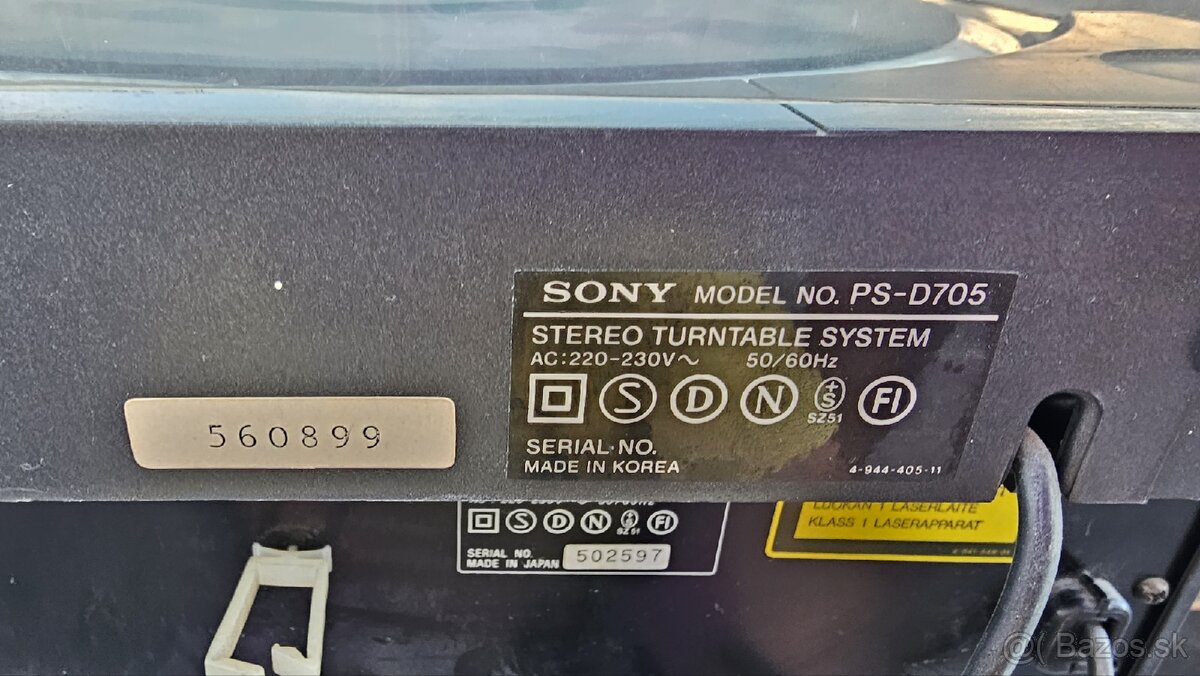 SONY MODEL NO. PS-D705
STEREO TURNTABLE SYSTEM
AC:220-230V~ 50/60Hz
S D N +S FI
SZ51
560899
SERIAL NO.
MADE IN KOREA
4-944-405-11
LUOKAN 1 LASERLAITE
KLASS 1 LASERAPPARAT
S D N S FI
SZ51
SERIAL NO.
MADE IN JAPAN 502597
Bazos.sk